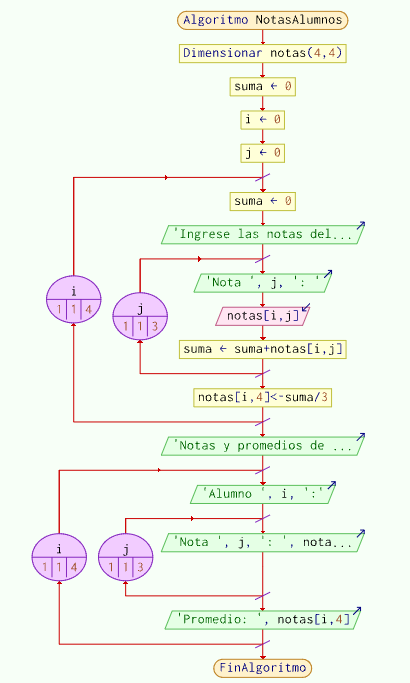 Algoritmo NotasAlumnos
Dimensionar notas(4,4)
suma ← 0
i ← 0
j ← 0
suma ← 0
'Ingrese las notas del...
i
1 1 4
j
1 1 3
'Nota ', j, ': '
notas[i,j]
suma ← suma+notas[i,j]
notas[i,4]<-suma/3
'Notas y promedios de ...
i
1 1 4
j
1 1 3
'Alumno ', i, ':'
'Nota ', j, ': ', nota...
'Promedio: ', notas[i,4]
FinAlgoritmo